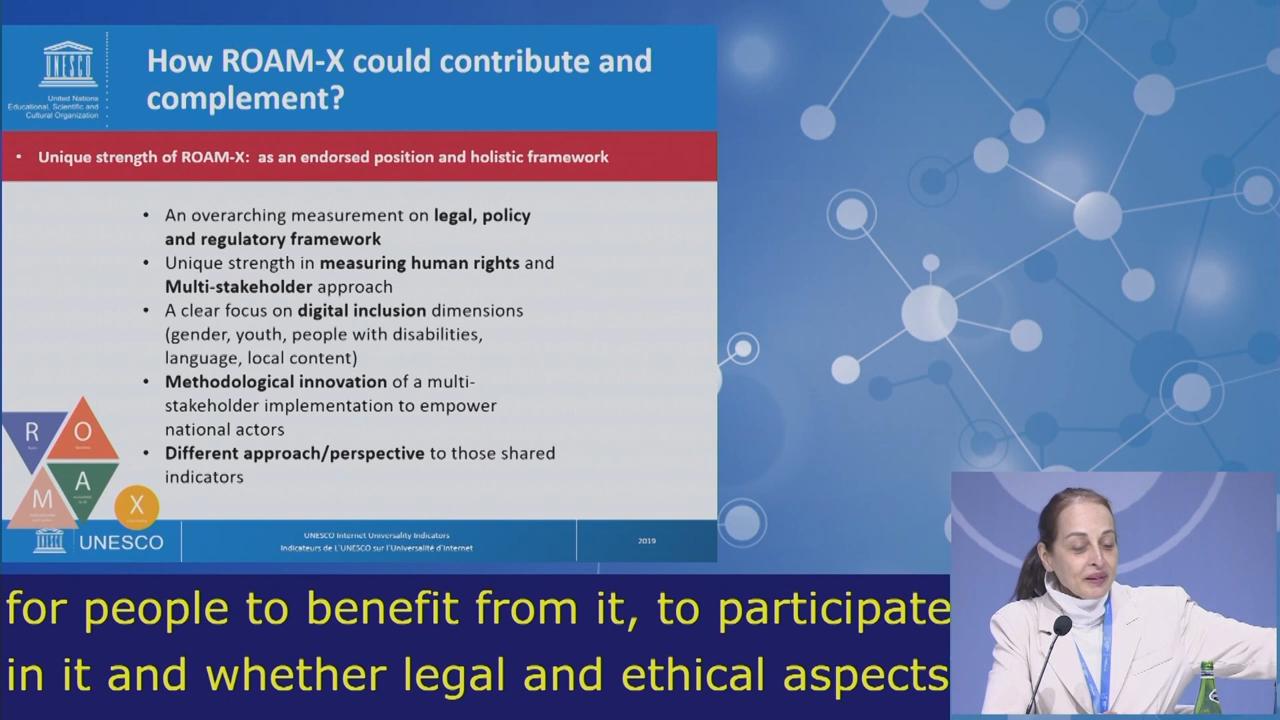 UNESCO
United Nations
Educational, Scientific and
Cultural Organization
How ROAM-X could contribute and
complement?
• Unique strength of ROAM-X: as an endorsed position and holistic framework
• An overarching measurement on legal, policy
and regulatory framework
• Unique strength in measuring human rights and
Multi-stakeholder approach
• A clear focus on digital inclusion dimensions
(gender, youth, people with disabilities,
language, local content)
• Methodological innovation of a multi-
stakeholder implementation to empower
national actors
• Different approach/perspective to those shared
indicators
R
O
A
M
X
UNESCO
UNESCO Internet Universality Indicators
Indicateurs de L'UNESCO sur l'Universalité d'Internet
2019
for people to benefit from it, to participate
in it and whether legal and ethical aspects